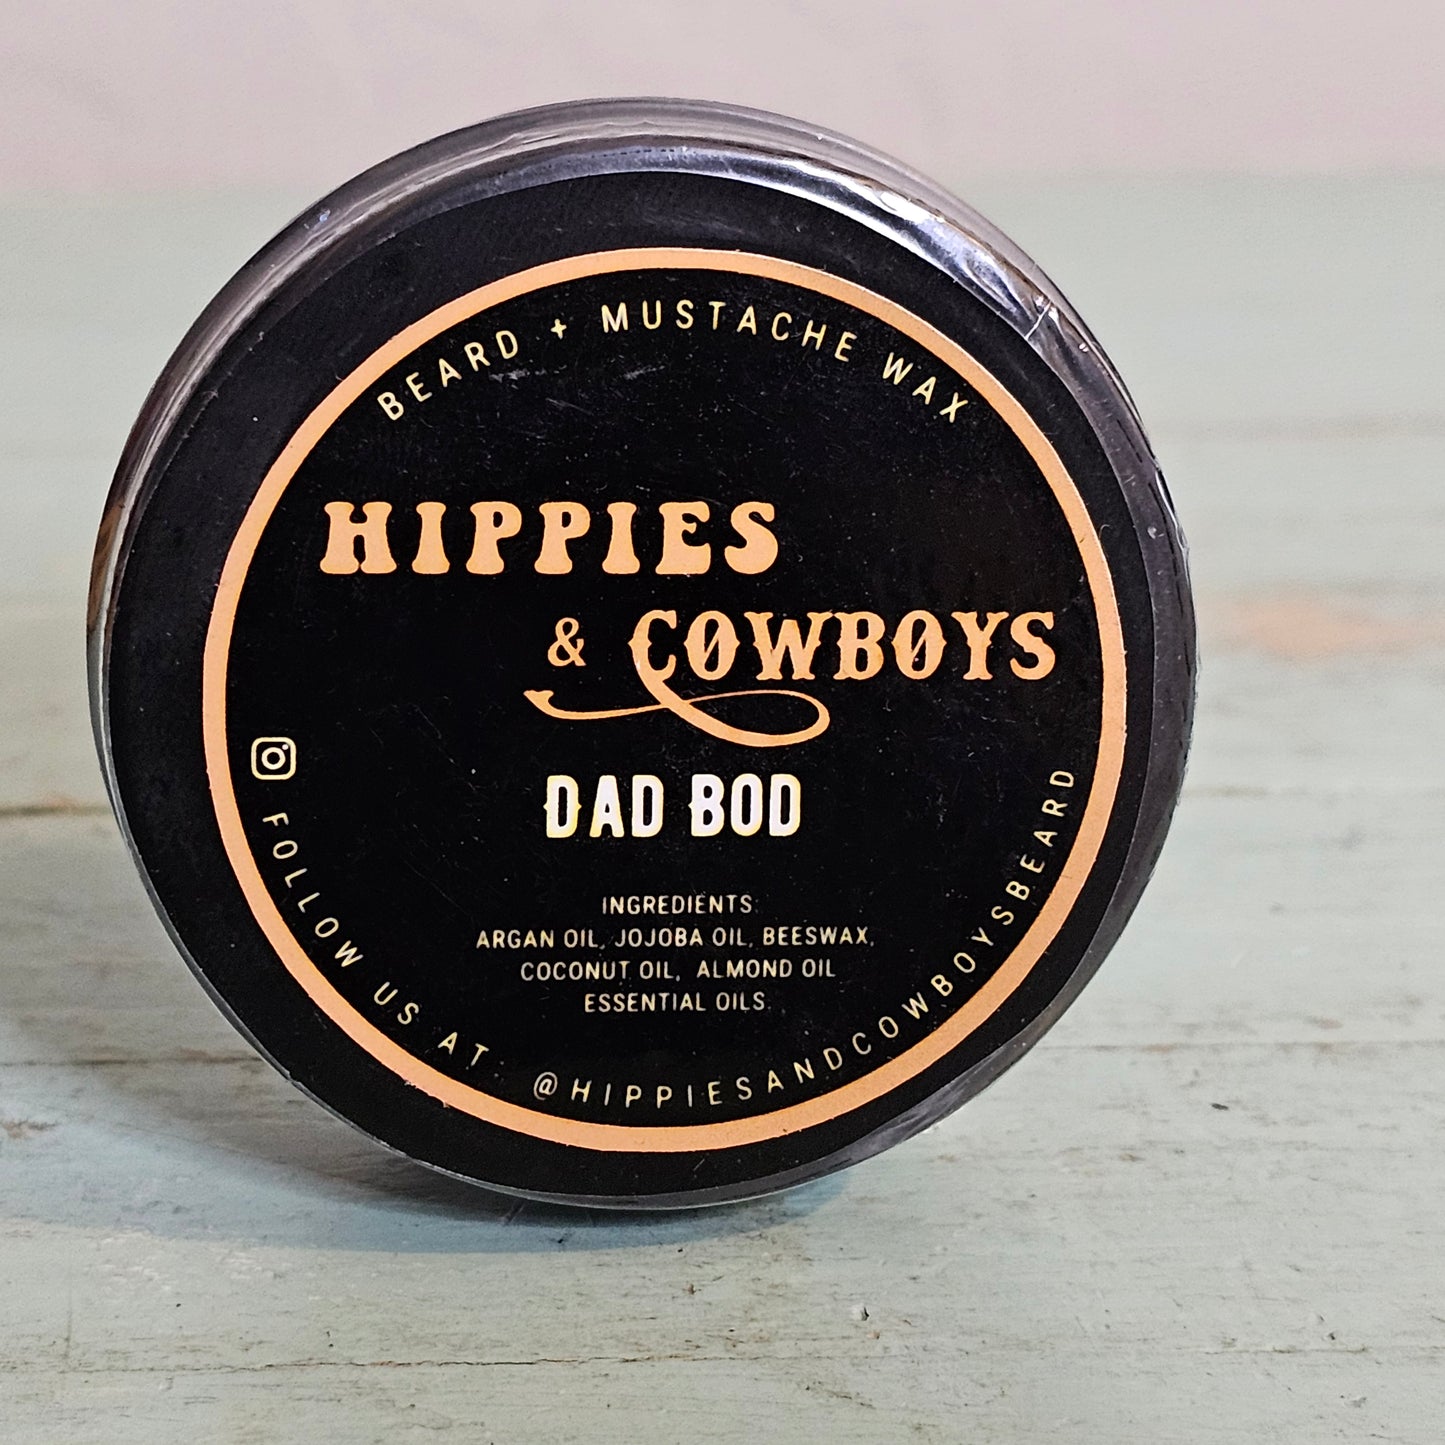 BEARD + MUSTACHE WAX
HIPPIES
& COWBOYS
DAD BOD
INGREDIENTS:
ARGAN OIL, JOJOBA OIL, BEESWAX,
COCONUT OIL, ALMOND OIL
ESSENTIAL OILS.
FOLLOW US AT: @HIPPIESANDCOWBOYSBEARD